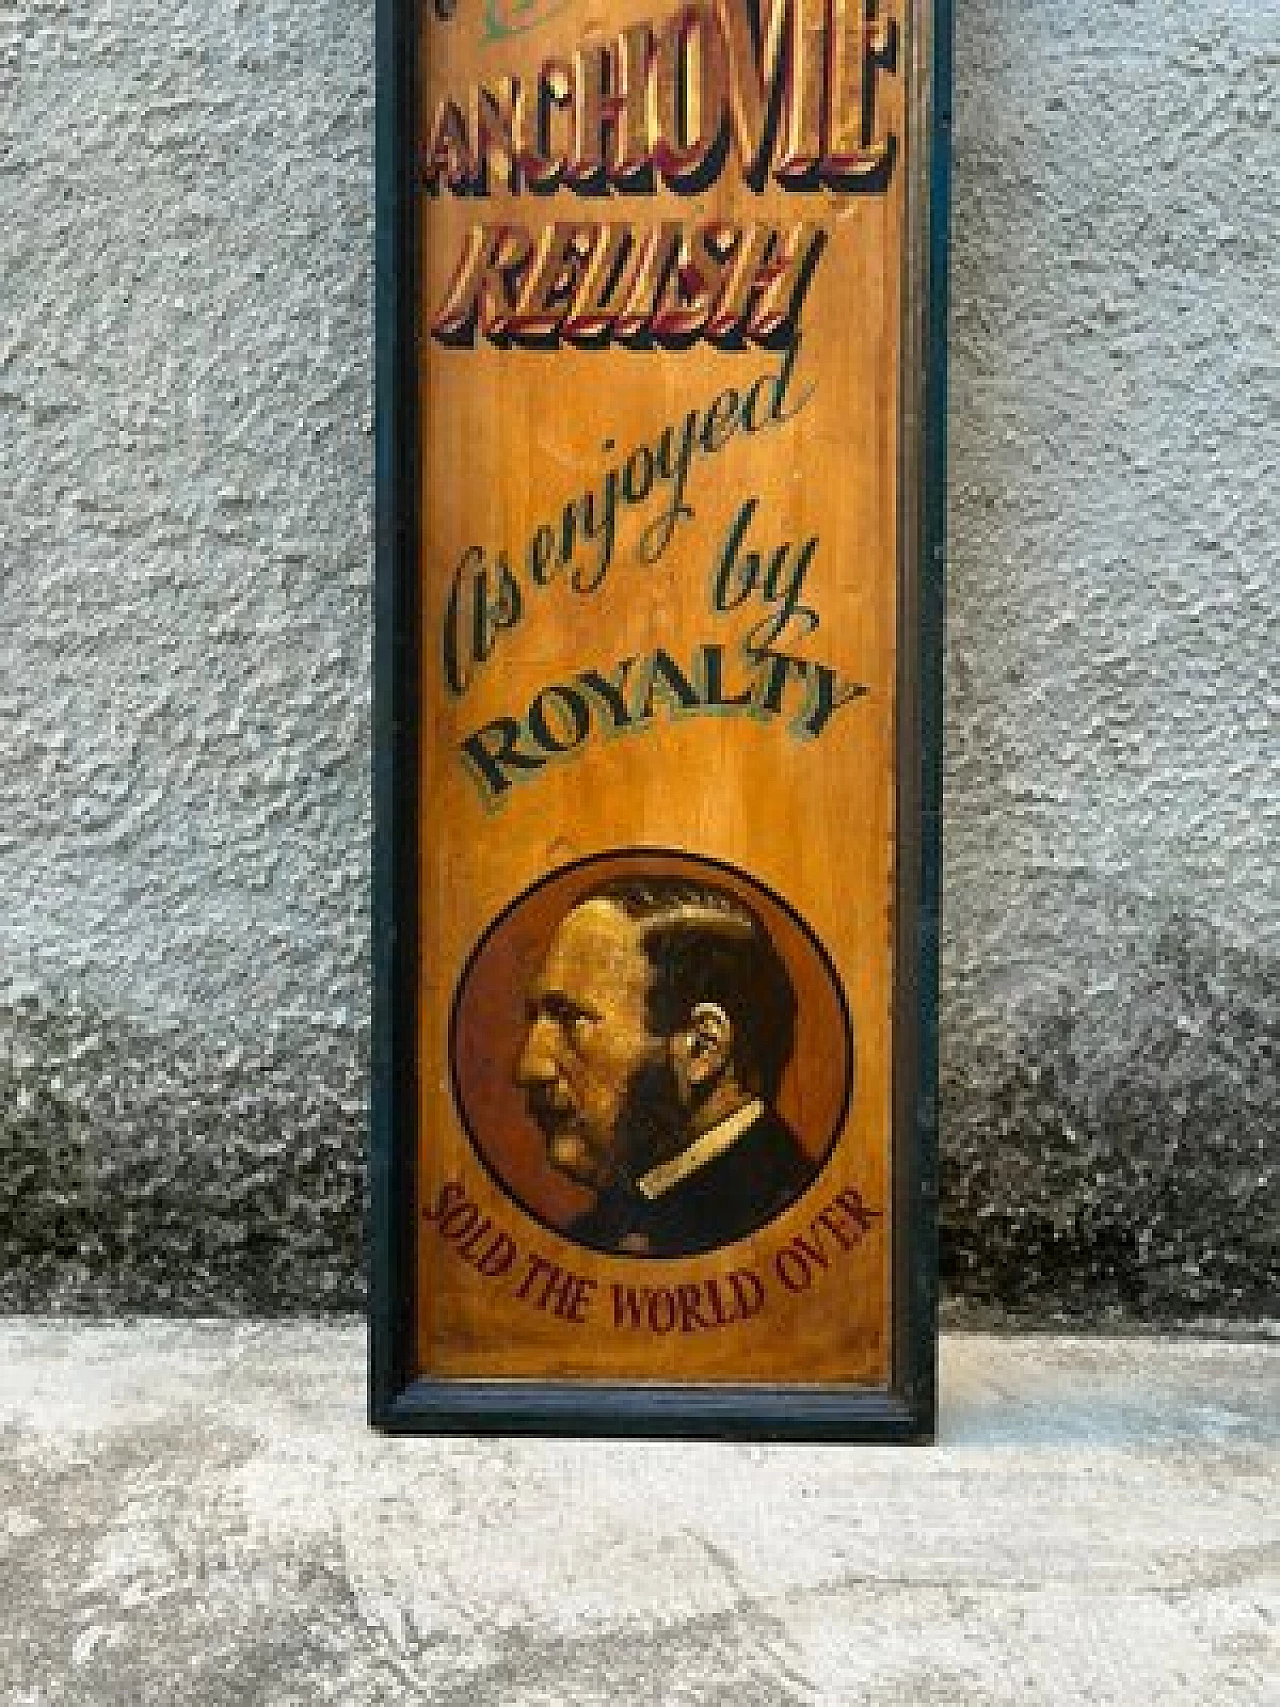 ANCHOVIE
RELISH
As enjoyed
by
ROYALTY
SOLD THE WORLD OVER